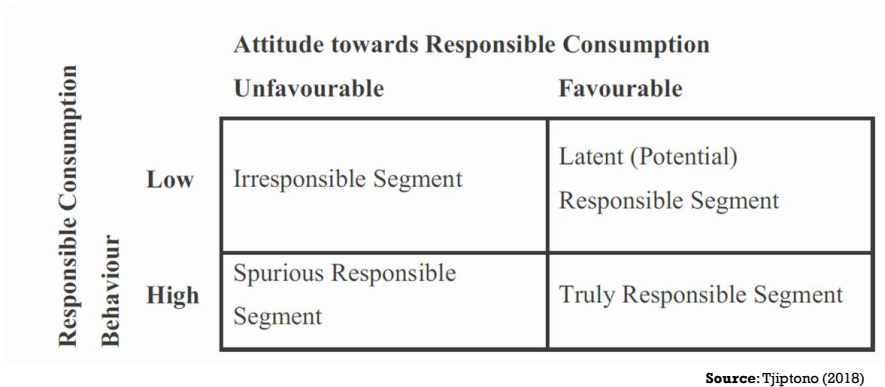 Attitude towards Responsible Consumption
Unfavourable Favourable
Responsible Consumption
Behaviour
Low
Irresponsible Segment
Latent (Potential)
Responsible Segment
High
Spurious Responsible
Segment
Truly Responsible Segment
Source: Tjiptono (2018)